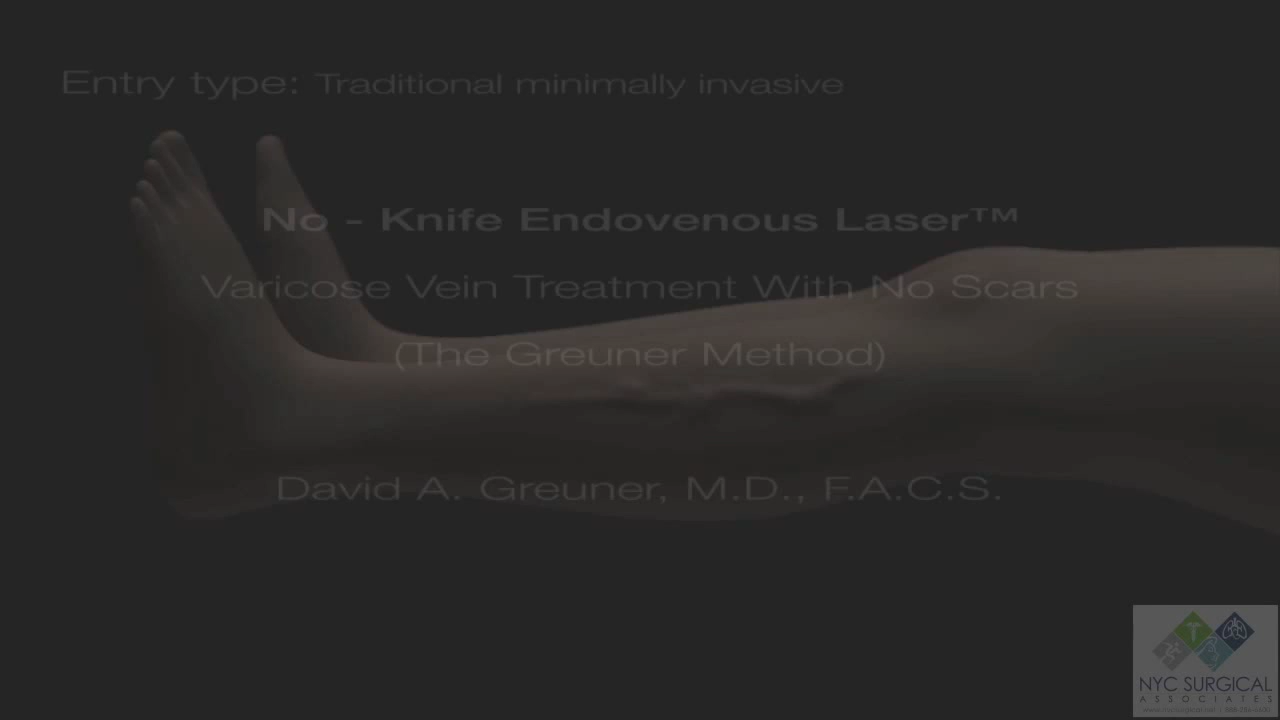 Entry type: Traditional minimally invasive
No - Knife Endovenous Laser™
Varicose Vein Treatment With No Scars
(The Greuner Method)
David A. Greuner, M.D., F.A.C.S.
NYC SURGICAL
ASSOCIATES